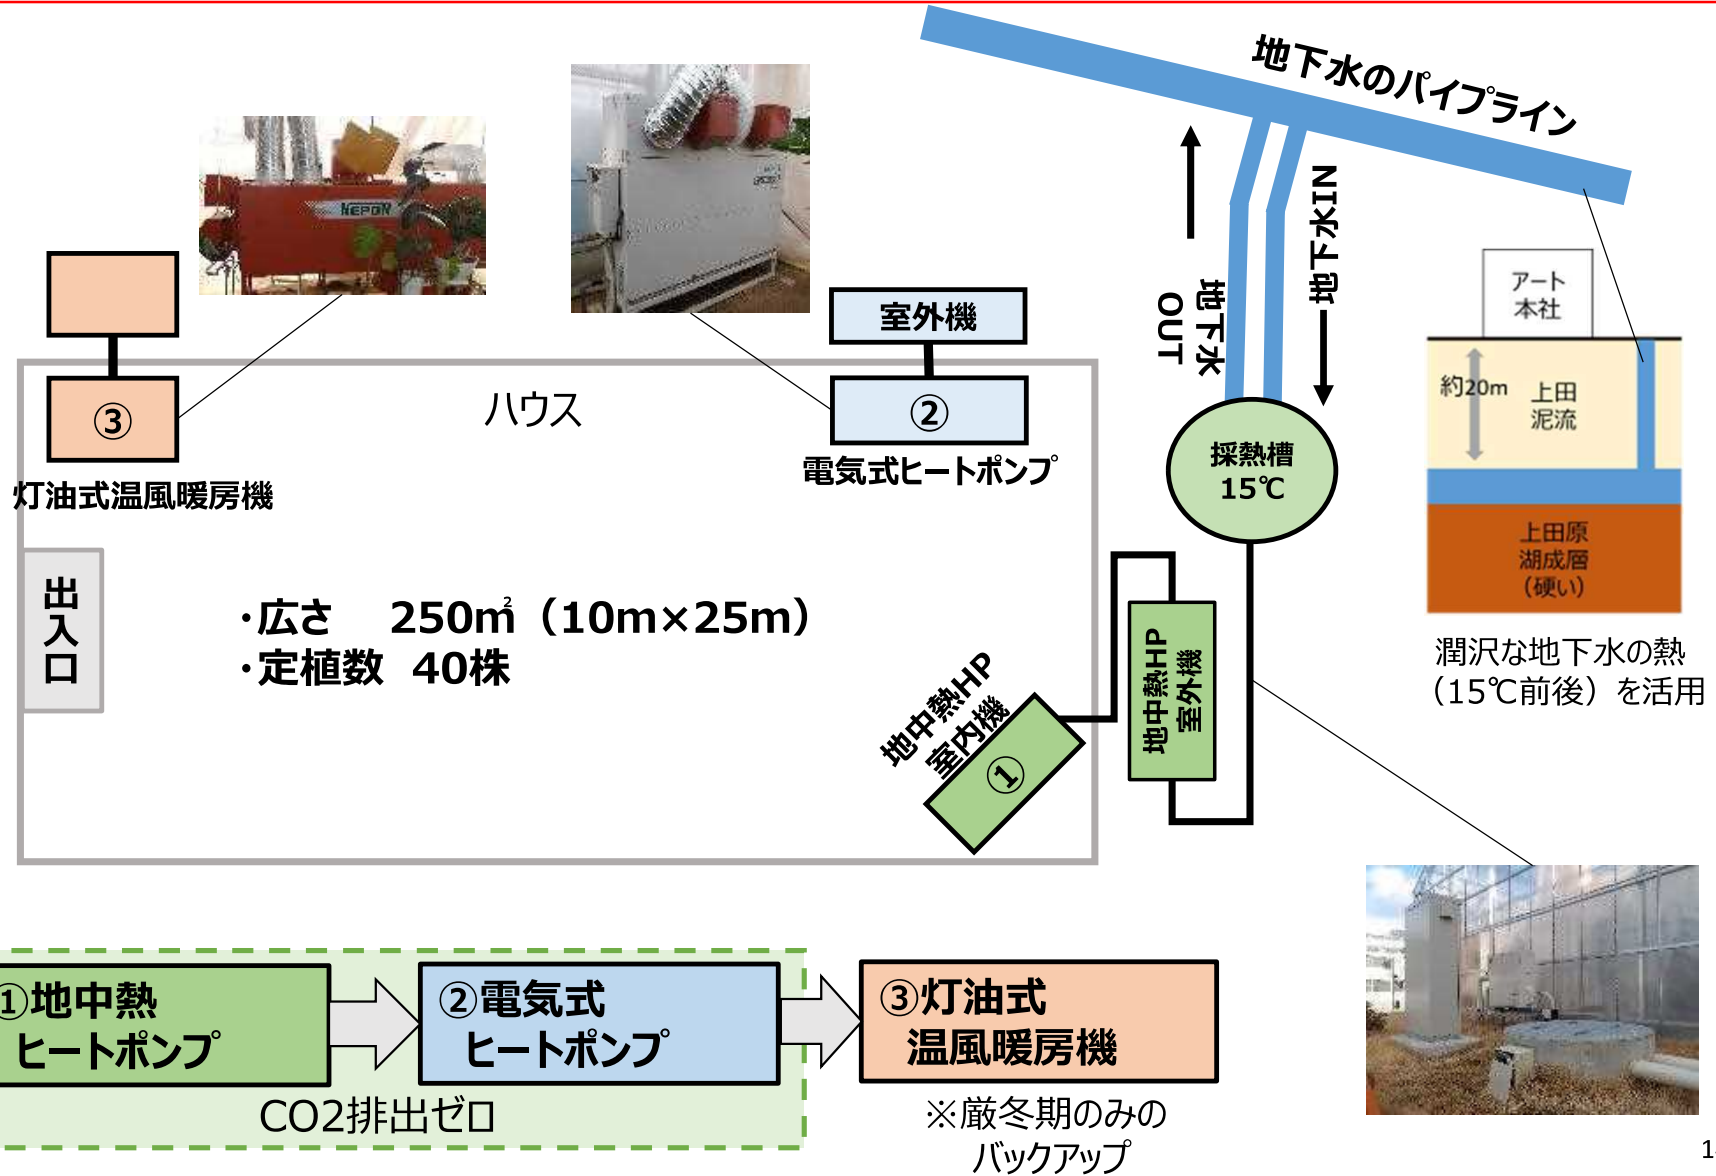 地下水のパイプライン
NEPON
室外機
地下水
OUT
地下水IN
アート
本社
③
ハウス
②
約20m
上田
泥流
灯油式温風暖房機
電気式ヒートポンプ
採熱槽
15℃
上田原
湖成層
(硬い)
出入口
・広さ　250㎡（10m×25m）
・定植数 40株
地中熱HP
室内機
①
地中熱HP
室外機
潤沢な地下水の熱
（15℃前後）を活用
①地中熱
ヒートポンプ
②電気式
ヒートポンプ
③灯油式
温風暖房機
CO2排出ゼロ
※厳冬期のみの
バックアップ